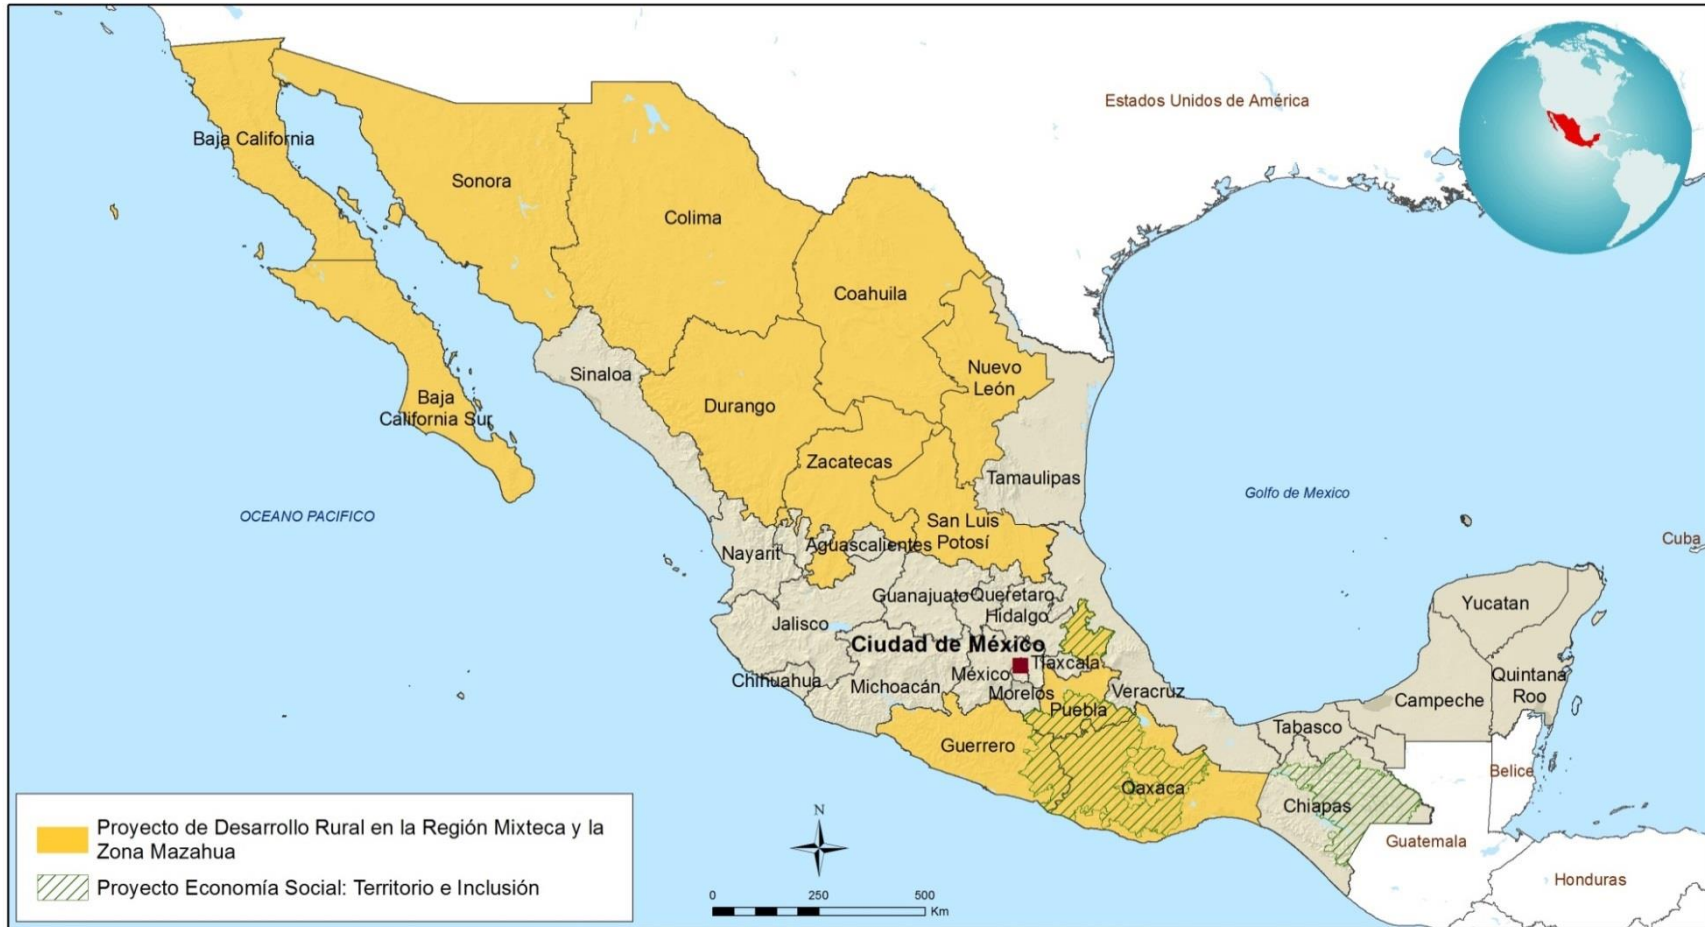 Estados Unidos de América
Baja California
Sonora
Colima
Coahuila
Nuevo
León
Sinaloa
Durango
Baja
California Sur
Zacatecas
Tamaulipas
OCEANO PACIFICO
Golfo de Mexico
San Luis
Potosí
Cuba
Nayarit
Aguascalientes
Guanajuato
Queretaro
Hidalgo
Yucatan
Jalisco
Ciudad de México
Tlaxcala
Chihuahua
Michoacán
México
Morelos
Veracruz
Puebla
Campeche
Quintana
Roo
Tabasco
Guerrero
Oaxaca
Chiapas
Belice
Guatemala
Honduras
Proyecto de Desarrollo Rural en la Región Mixteca y la
Zona Mazahua
Proyecto Economía Social: Territorio e Inclusión
N
0 250 500
Km